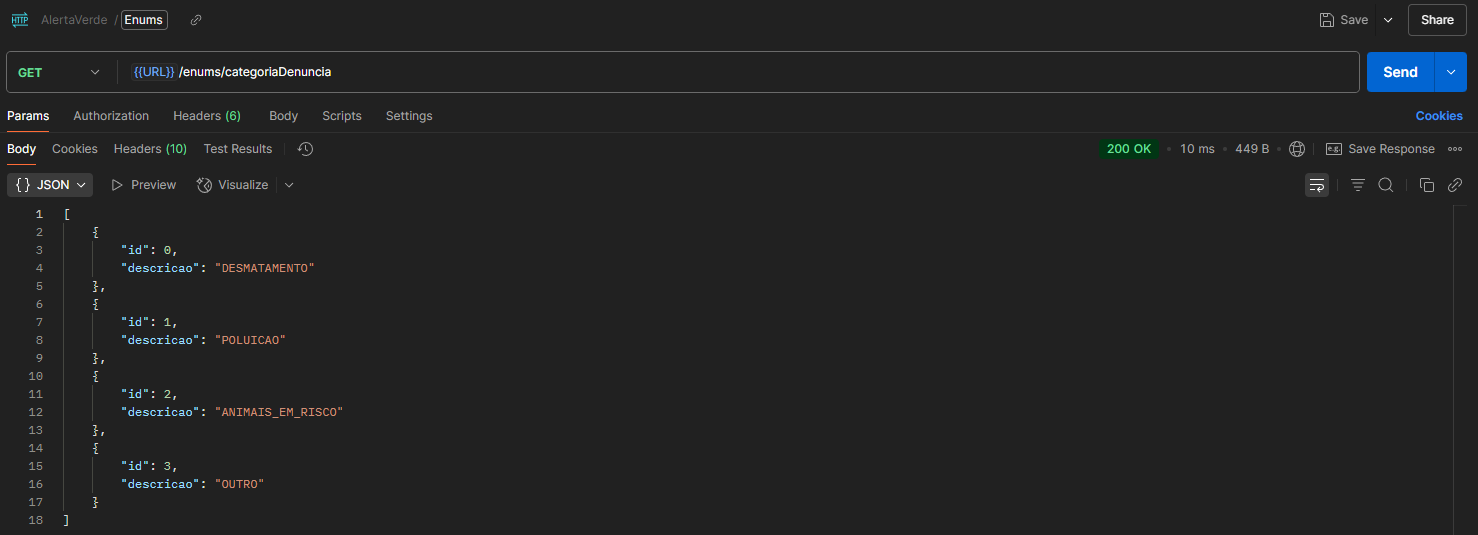 HTTP AlertaVerde / Enums Save Share
GET {{URL}} /enums/categoriaDenuncia Send
Params Authorization Headers (6) Body Scripts Settings Cookies
Body Cookies Headers (10) Test Results 200 OK • 10 ms • 449 B • e.g. Save Response
{ } JSON Preview Visualize
1 [
2 {
3 "id": 0,
4 "descricao": "DESMATAMENTO"
5 },
6 {
7 "id": 1,
8 "descricao": "POLUICAO"
9 },
10 {
11 "id": 2,
12 "descricao": "ANIMAIS_EM_RISCO"
13 },
14 {
15 "id": 3,
16 "descricao": "OUTRO"
17 }
18 ]